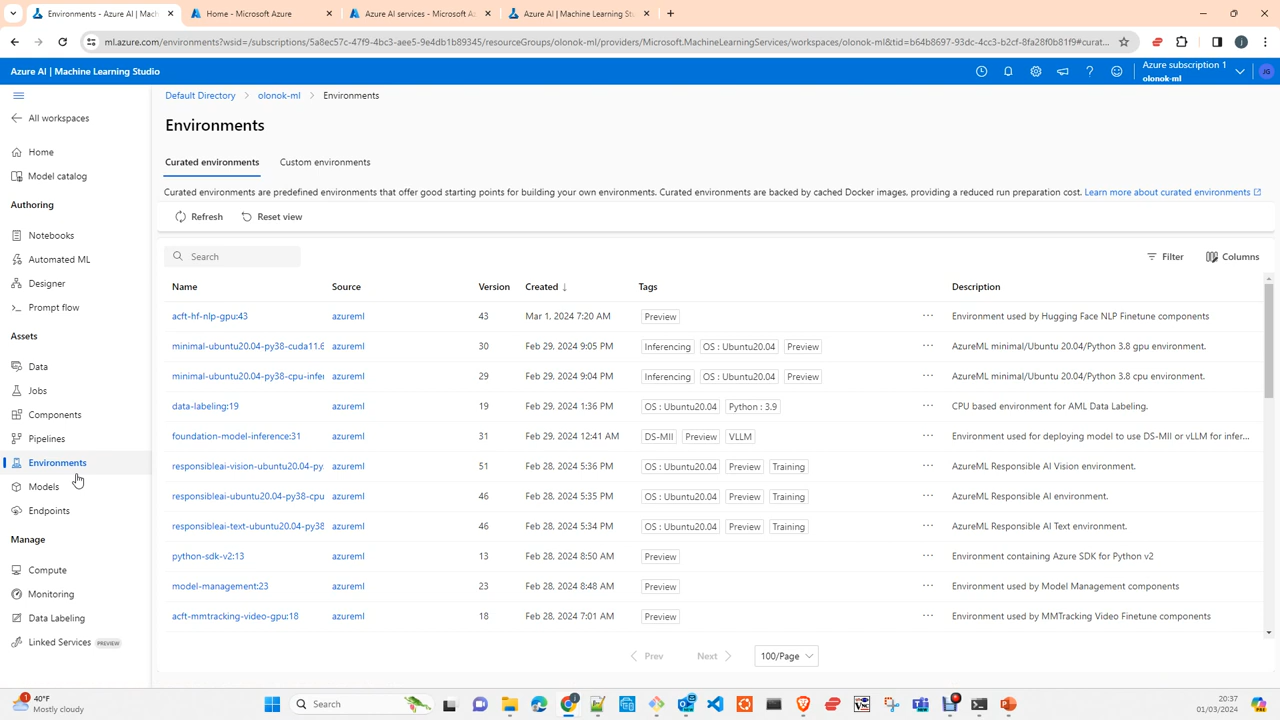 Environments - Azure AI | Mach
Home - Microsoft Azure
Azure AI services - Microsoft Az
Azure AI | Machine Learning Stu
ml.azure.com/environments?wsid=/subscriptions/5a8ec57c-47f9-4bc3-aee5-9e4db1b89345/resourceGroups/olonok-ml/providers/Microsoft.MachineLearningServices/workspaces/olonok-ml&tid=b64b8697-93dc-4cc3-b2cf-8fa28f0b81f9#curat...
Azure AI | Machine Learning Studio
Azure subscription 1
olonok-ml
JG
All workspaces
Home
Model catalog
Authoring
Notebooks
Automated ML
Designer
Prompt flow
Assets
Data
Jobs
Components
Pipelines
Environments
Models
Endpoints
Manage
Compute
Monitoring
Data Labeling
Linked Services PREVIEW
Default Directory > olonok-ml > Environments
Environments
Curated environments Custom environments
Curated environments are predefined environments that offer good starting points for building your own environments. Curated environments are backed by cached Docker images, providing a reduced run preparation cost. Learn more about curated environments
Refresh Reset view
Search Filter Columns
Name Source Version Created ↓ Tags Description
acft-hf-nlp-gpu:43 azureml 43 Mar 1, 2024 7:20 AM Preview ... Environment used by Hugging Face NLP Finetune components
minimal-ubuntu20.04-py38-cuda11.6 azureml 30 Feb 29, 2024 9:05 PM Inferencing OS : Ubuntu20.04 Preview ... AzureML minimal/Ubuntu 20.04/Python 3.8 gpu environment.
minimal-ubuntu20.04-py38-cpu-infer azureml 29 Feb 29, 2024 9:04 PM Inferencing OS : Ubuntu20.04 Preview ... AzureML minimal/Ubuntu 20.04/Python 3.8 cpu environment.
data-labeling:19 azureml 19 Feb 29, 2024 1:36 PM OS : Ubuntu20.04 Python : 3.9 ... CPU based environment for AML Data Labeling.
foundation-model-inference:31 azureml 31 Feb 29, 2024 12:41 AM DS-MII Preview VLLM ... Environment used for deploying model to use DS-MII or vLLM for infer...
responsibleai-vision-ubuntu20.04-py. azureml 51 Feb 28, 2024 5:36 PM OS : Ubuntu20.04 Preview Training ... AzureML Responsible AI Vision environment.
responsibleai-ubuntu20.04-py38-cpu azureml 46 Feb 28, 2024 5:35 PM OS : Ubuntu20.04 Preview Training ... AzureML Responsible AI environment.
responsibleai-text-ubuntu20.04-py38 azureml 46 Feb 28, 2024 5:34 PM OS : Ubuntu20.04 Preview Training ... AzureML Responsible AI Text environment.
python-sdk-v2:13 azureml 13 Feb 28, 2024 8:50 AM Preview ... Environment containing Azure SDK for Python v2
model-management:23 azureml 23 Feb 28, 2024 8:48 AM Preview ... Environment used by Model Management components
acft-mmtracking-video-gpu:18 azureml 18 Feb 28, 2024 7:01 AM Preview ... Environment used by MMTracking Video Finetune components
Prev Next 100/Page
40°F
Mostly cloudy
Search
20:37
01/03/2024